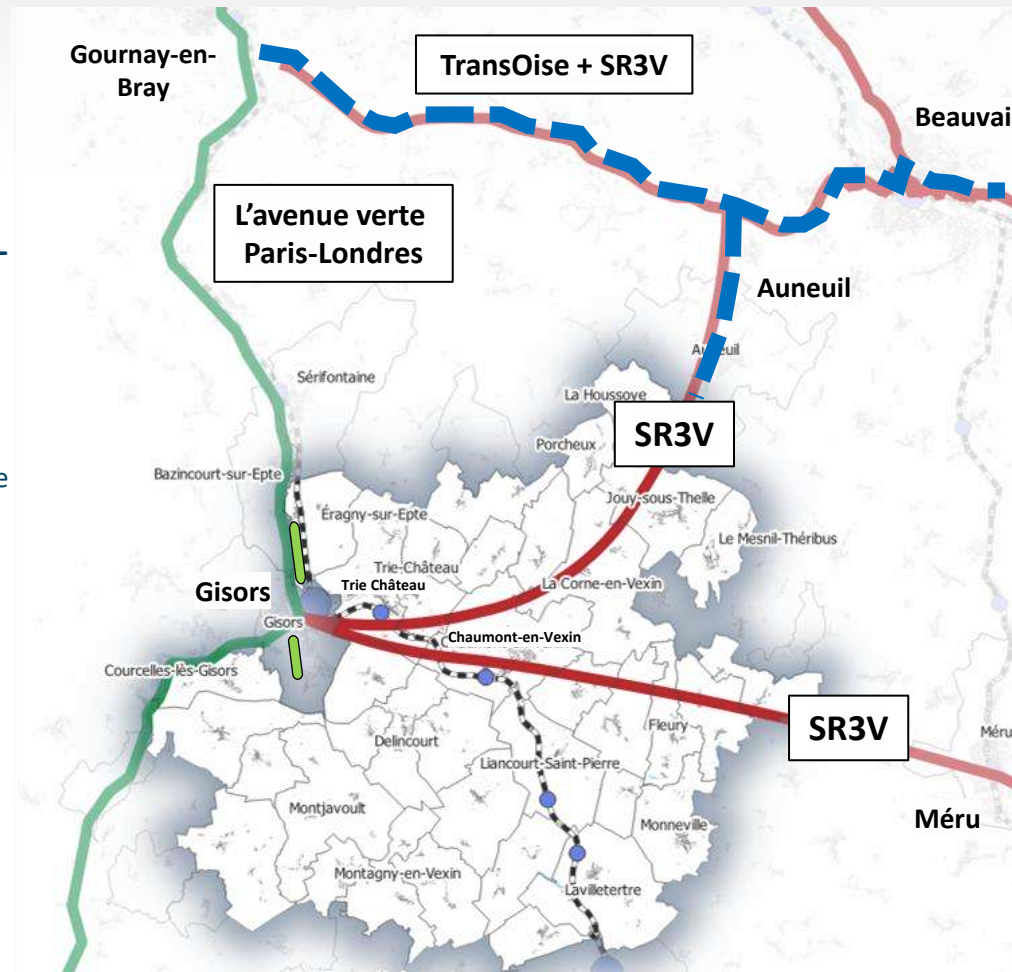 Gournay-en-
Bray
TransOise + SR3V
Beauvai
L'avenue verte
Paris-Londres
Auneuil
Auneuil
Sérifontaine
La Houssoye
SR3V
Porcheux
Bazincourt-sur-Epte
Jouy-sous-Thelle
Éragny-sur-Epte
Le Mesnil-Théribus
Trie-Château
Trie Château
La Corne-en-Vexin
Gisors
Gisors
Chaumont-en-Vexin
Courcelles-lès-Gisors
SR3V
Fleury
Méru
Delincourt
Liancourt-Saint-Pierre
Montjavoult
Monneville
Méru
Montagny-en-Vexin
Lavilletertre
e